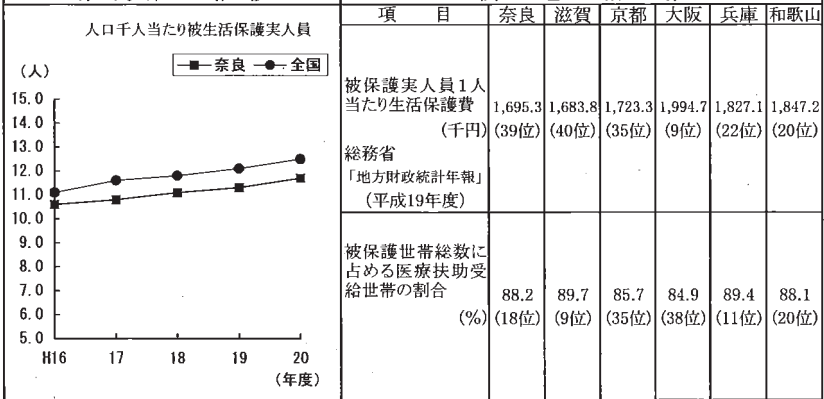 人口千人当たり被生活保護実人員
(人)
奈良 全国
15.0
14.0
13.0
12.0
11.0
10.0
9.0
8.0
7.0
6.0
5.0
H16 17 18 19 20
(年度)
項 目 奈良 滋賀 京都 大阪 兵庫 和歌山
被保護実人員1人
当たり生活保護費 1,695.3 1,683.8 1,723.3 1,994.7 1,827.1 1,847.2
(千円) (39位) (40位) (35位) (9位) (22位) (20位)
総務省
「地方財政統計年報」
(平成19年度)
被保護世帯総数に
占める医療扶助受
給世帯の割合 88.2 89.7 85.7 84.9 89.4 88.1
(%) (18位) (9位) (35位) (38位) (11位) (20位)